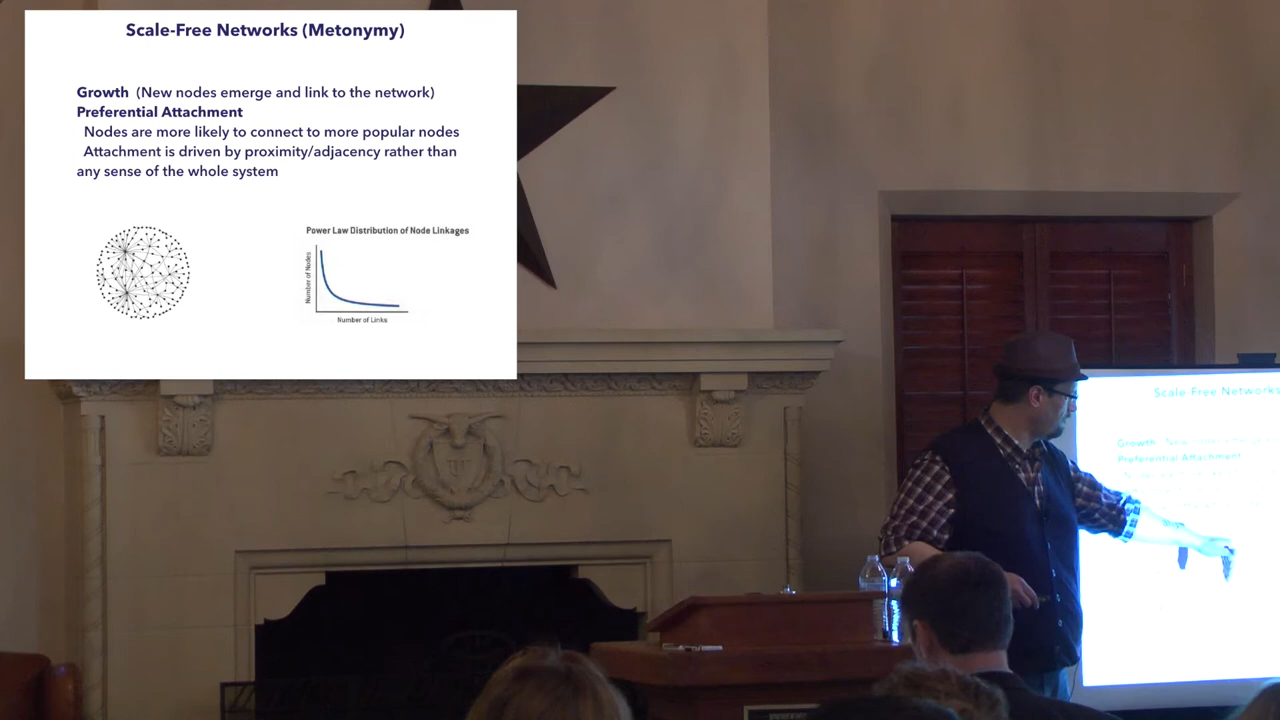 Scale-Free Networks (Metonymy)
Growth (New nodes emerge and link to the network)
Preferential Attachment
Nodes are more likely to connect to more popular nodes
Attachment is driven by proximity/adjacency rather than
any sense of the whole system
Power Law Distribution of Node Linkages
Number of Nodes
Number of Links
Scale-Free Networks
Growth
Preferential Attachment